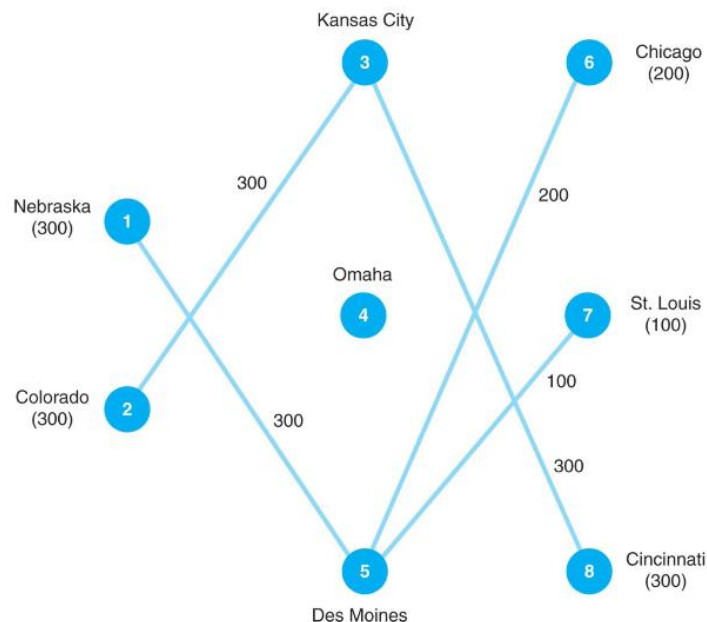 Kansas City
3
6
Chicago
(200)
300
200
Nebraska
(300)
1
Omaha
4
7
St. Louis
(100)
Colorado
(300)
2
100
300
300
5
8
Cincinnati
(300)
Des Moines